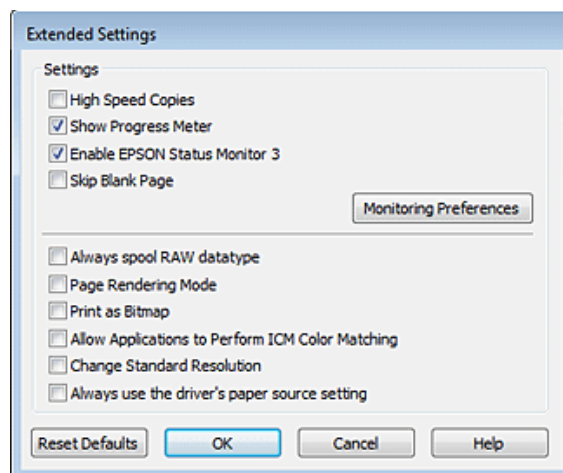 Extended Settings
Settings
High Speed Copies
Show Progress Meter
Enable EPSON Status Monitor 3
Skip Blank Page
Monitoring Preferences
Always spool RAW datatype
Page Rendering Mode
Print as Bitmap
Allow Applications to Perform ICM Color Matching
Change Standard Resolution
Always use the driver's paper source setting
Reset Defaults OK Cancel Help